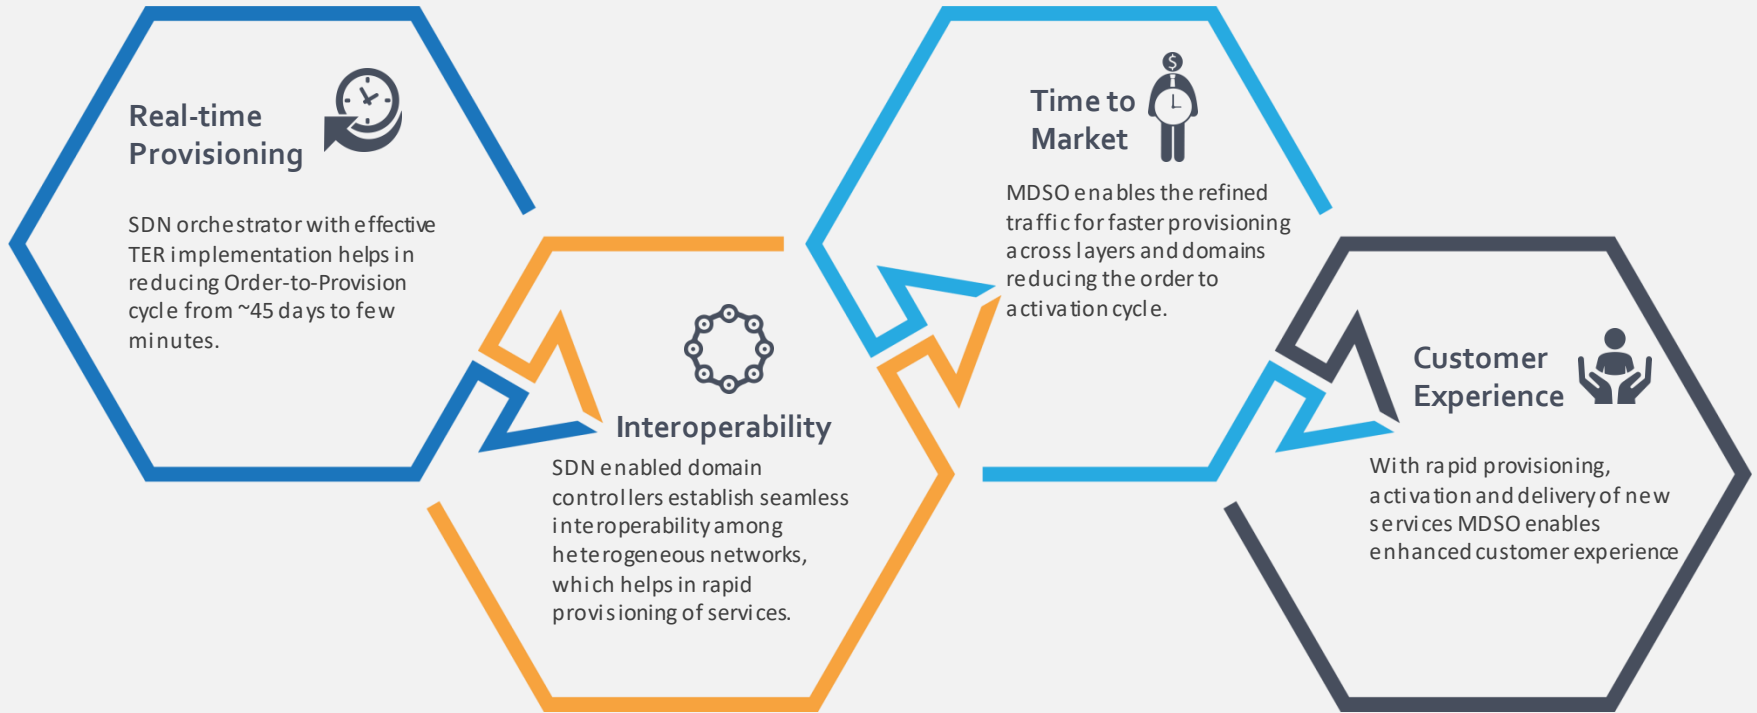 Real-time
Provisioning
SDN orchestrator with effective
TER implementation helps in
reducing Order-to-Provision
cycle from ~45 days to few
minutes.
Interoperability
SDN enabled domain
controllers establish seamless
interoperability among
heterogeneous networks,
which helps in rapid
provisioning of services.
$
Time to
Market
MDSO enables the refined
traffic for faster provisioning
across layers and domains
reducing the order to
activation cycle.
Customer
Experience
With rapid provisioning,
activation and delivery of new
services MDSO enables
enhanced customer experience